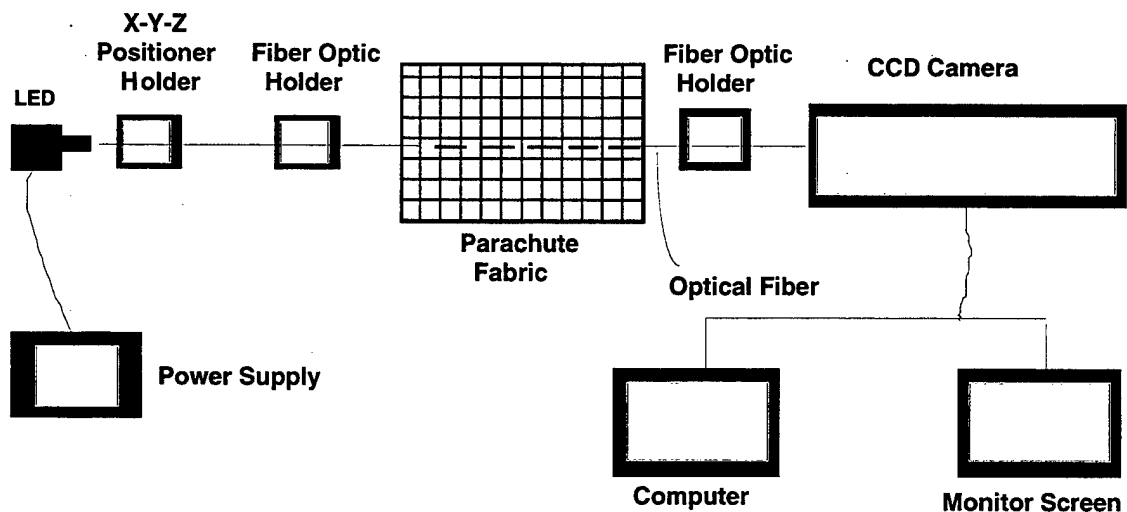 X-Y-Z
Positioner
Holder
Fiber Optic
Holder
Fiber Optic
Holder
CCD Camera
LED
Parachute
Fabric
Optical Fiber
Power Supply
Computer
Monitor Screen